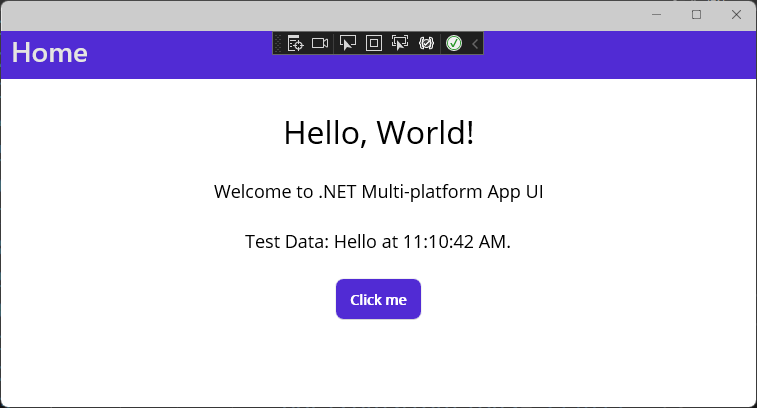 Home
Hello, World!
Welcome to .NET Multi-platform App UI
Test Data: Hello at 11:10:42 AM.
Click me